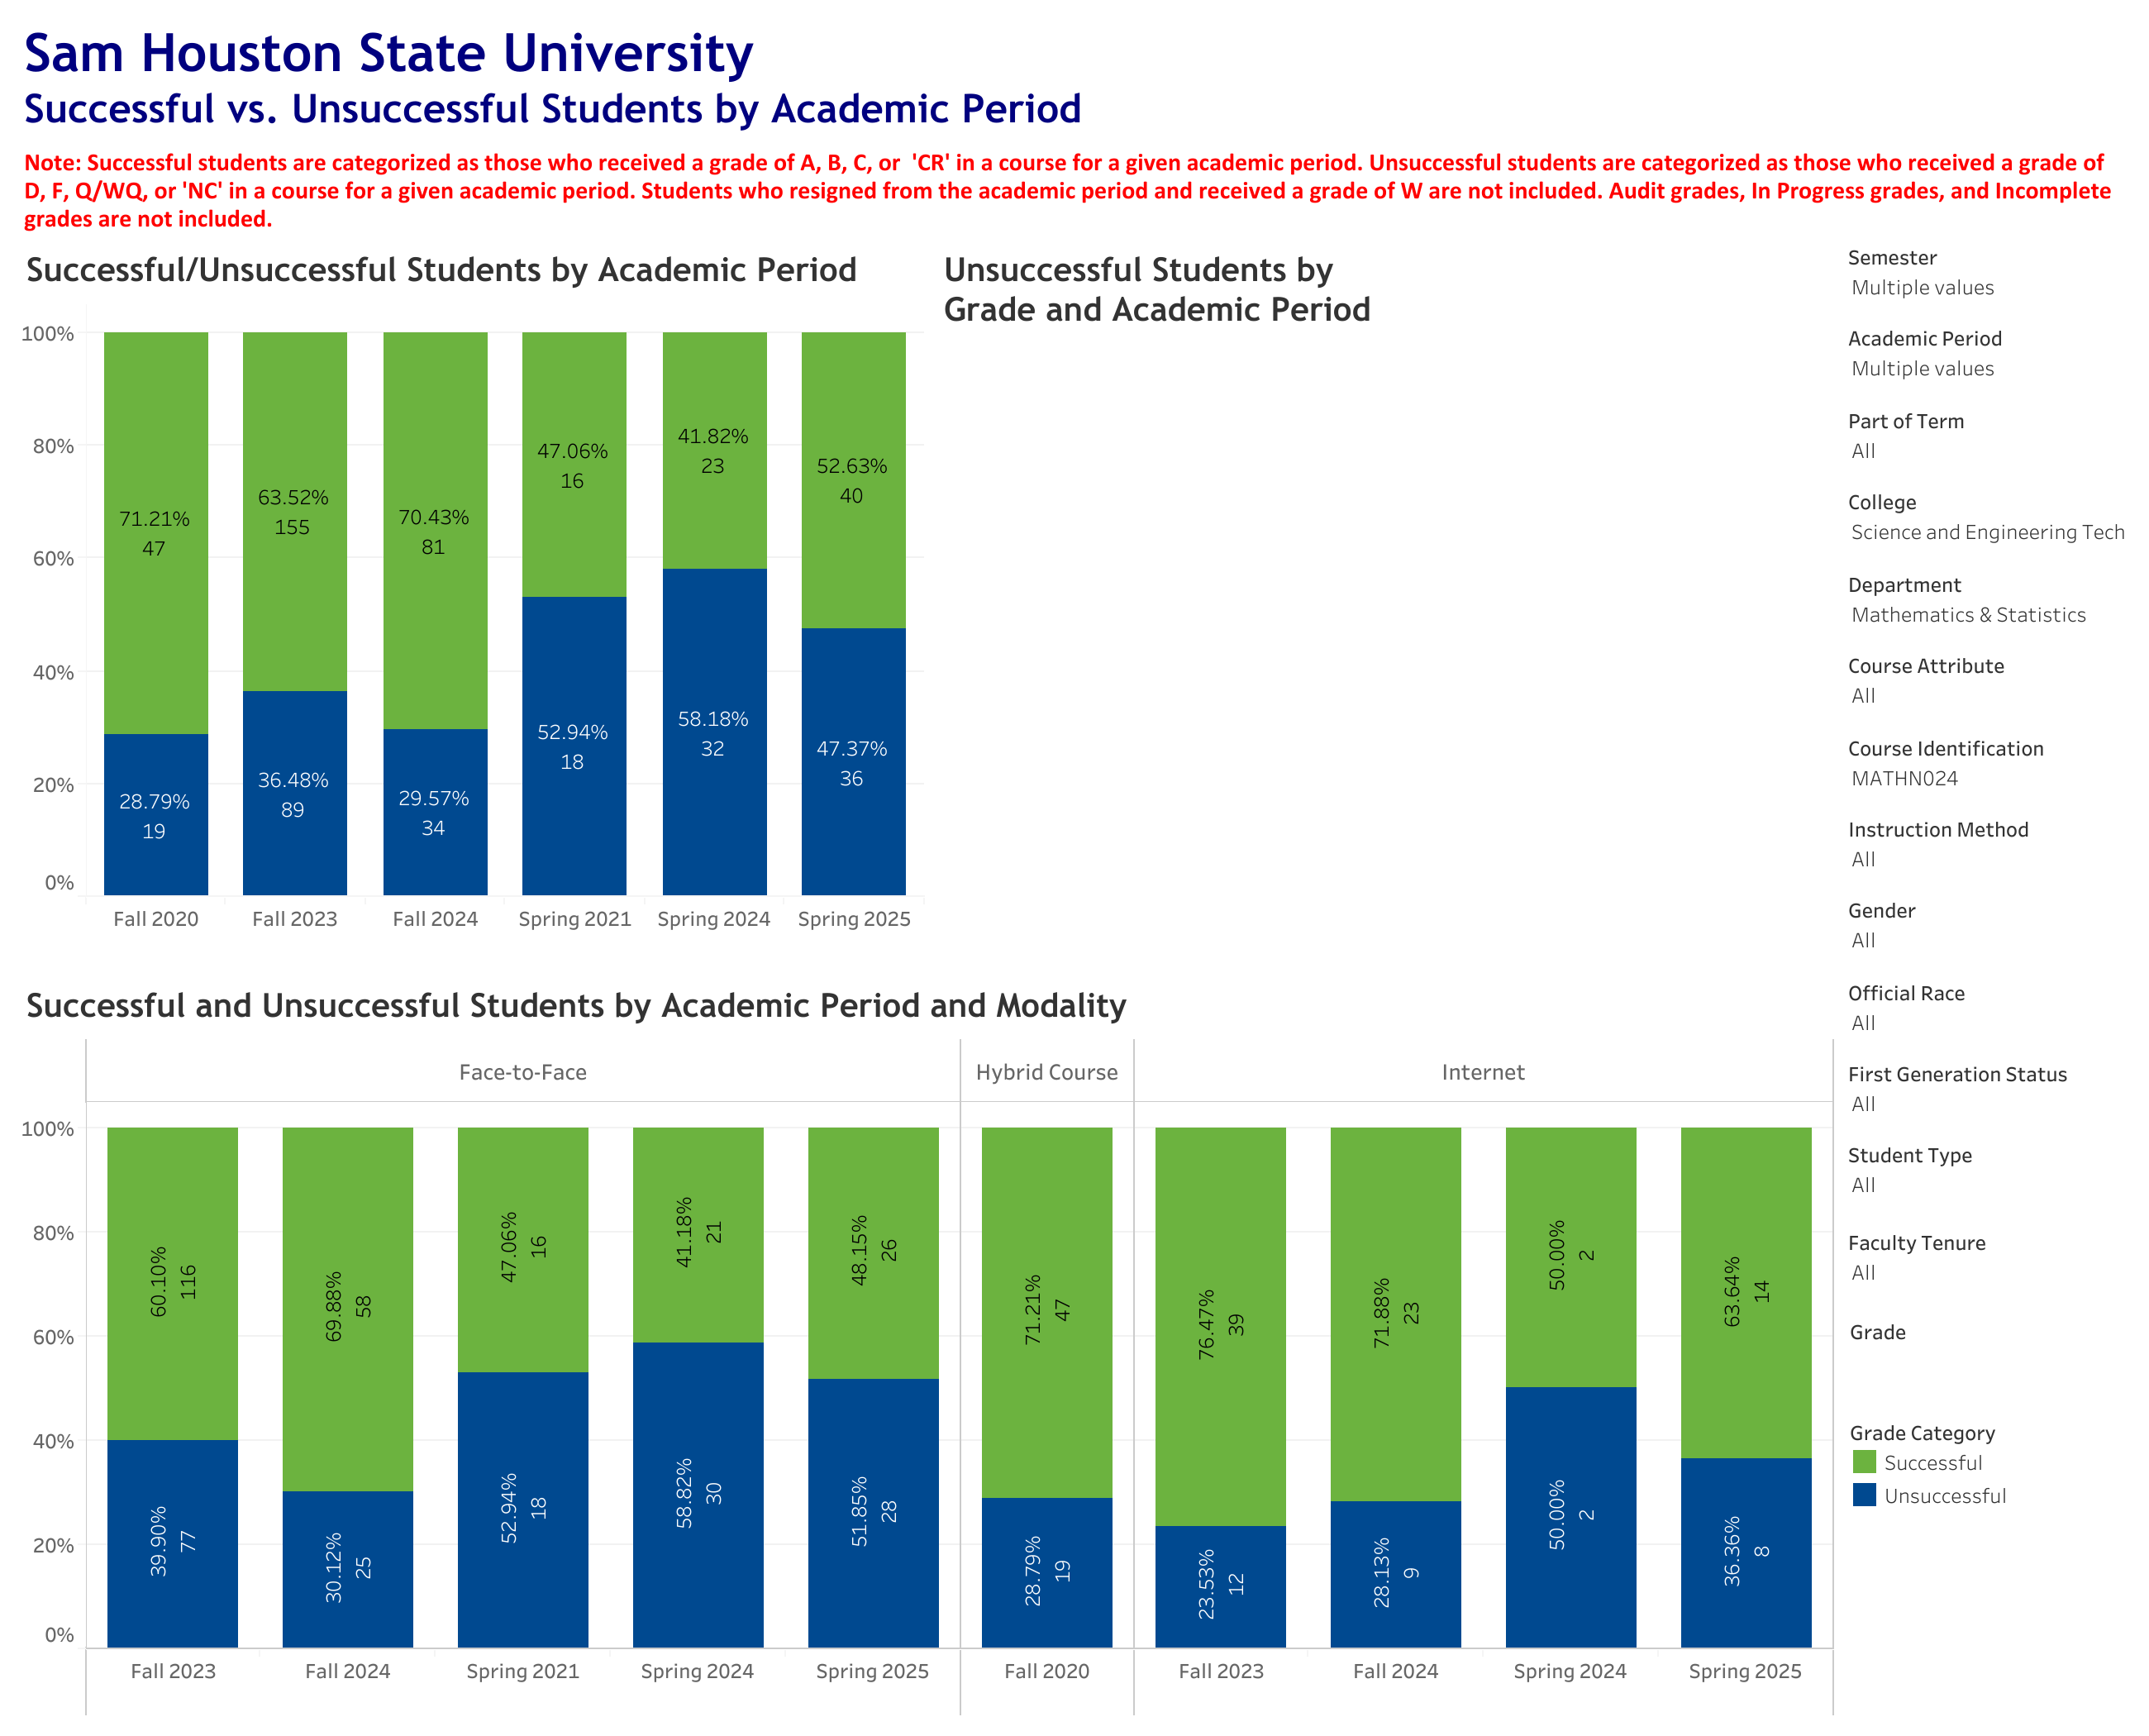 Sam Houston State University
Successful vs. Unsuccessful Students by Academic Period
Note: Successful students are categorized as those who received a grade of A, B, C, or  'CR' in a course for a given academic period. Unsuccessful students are categorized as those who received a grade of
D, F, Q/WQ, or 'NC' in a course for a given academic period. Students who resigned from the academic period and received a grade of W are not included. Audit grades, In Progress grades, and Incomplete
grades are not included.
Successful/Unsuccessful Students by Academic Period
100%
80%
60%
40%
20%
0%
71.21%
47
28.79%
19
63.52%
155
36.48%
89
70.43%
81
29.57%
34
47.06%
16
52.94%
18
41.82%
23
58.18%
32
52.63%
40
47.37%
36
Fall 2020
Fall 2023
Fall 2024
Spring 2021
Spring 2024
Spring 2025
Unsuccessful Students by
Grade and Academic Period
Successful and Unsuccessful Students by Academic Period and Modality
Face-to-Face
Hybrid Course
Internet
100%
80%
60%
40%
20%
0%
60.10%
116
39.90%
77
69.88%
58
30.12%
25
47.06%
16
52.94%
18
41.18%
21
58.82%
30
48.15%
26
51.85%
28
71.21%
47
28.79%
19
76.47%
39
23.53%
12
71.88%
23
28.13%
9
50.00%
2
50.00%
2
63.64%
14
36.36%
8
Fall 2023
Fall 2024
Spring 2021
Spring 2024
Spring 2025
Fall 2020
Fall 2023
Fall 2024
Spring 2024
Spring 2025
Semester
Multiple values
Academic Period
Multiple values
Part of Term
All
College
Science and Engineering Tech
Department
Mathematics & Statistics
Course Attribute
All
Course Identification
MATHN024
Instruction Method
All
Gender
All
Official Race
All
First Generation Status
All
Student Type
All
Faculty Tenure
All
Grade
Grade Category
Successful
Unsuccessful